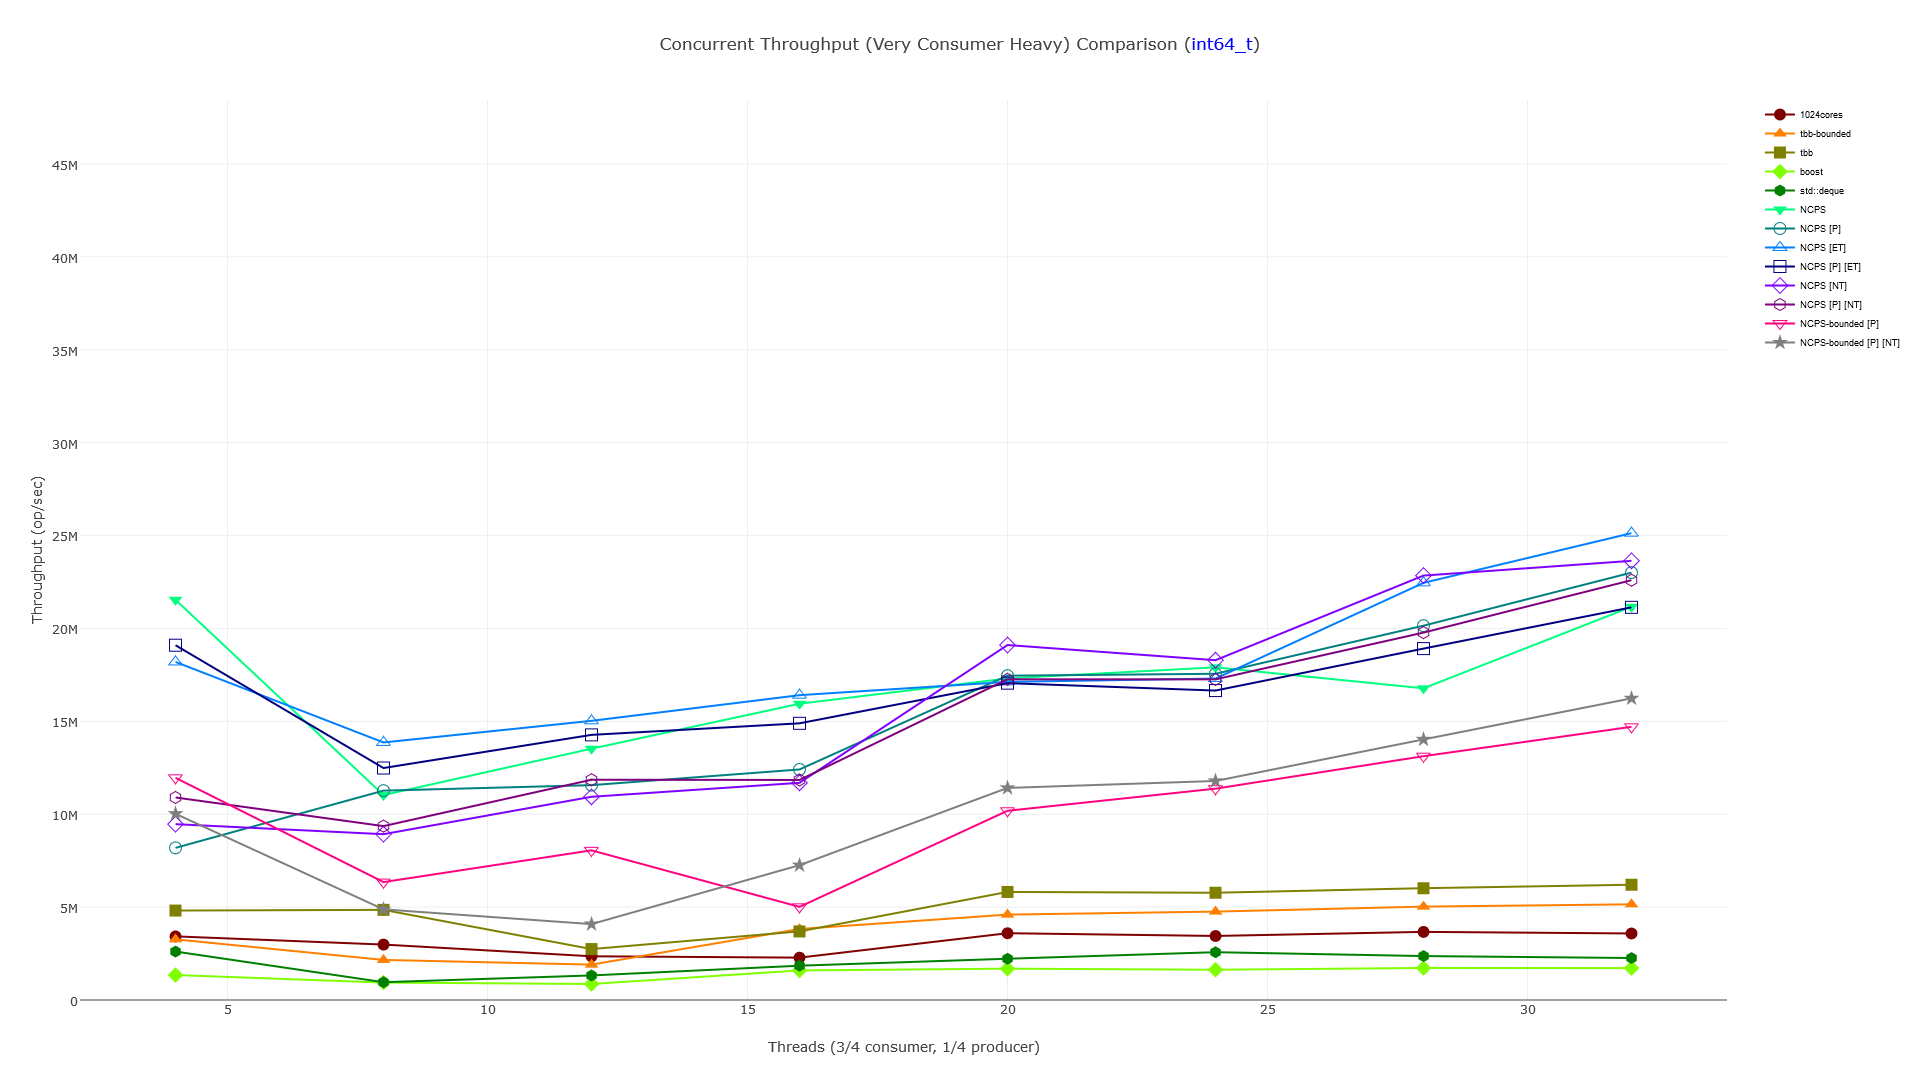 Concurrent Throughput (Very Consumer Heavy) Comparison (int64_t)
1024cores
tbb-bounded
tbb
boost
std::deque
NCPS
NCPS [P]
NCPS [ET]
NCPS [P] [ET]
NCPS [NT]
NCPS [P] [NT]
NCPS-bounded [P]
NCPS-bounded [P] [NT]
45M
40M
35M
30M
25M
20M
15M
10M
5M
0
Throughput (op/sec)
5 10 15 20 25 30
Threads (3/4 consumer, 1/4 producer)